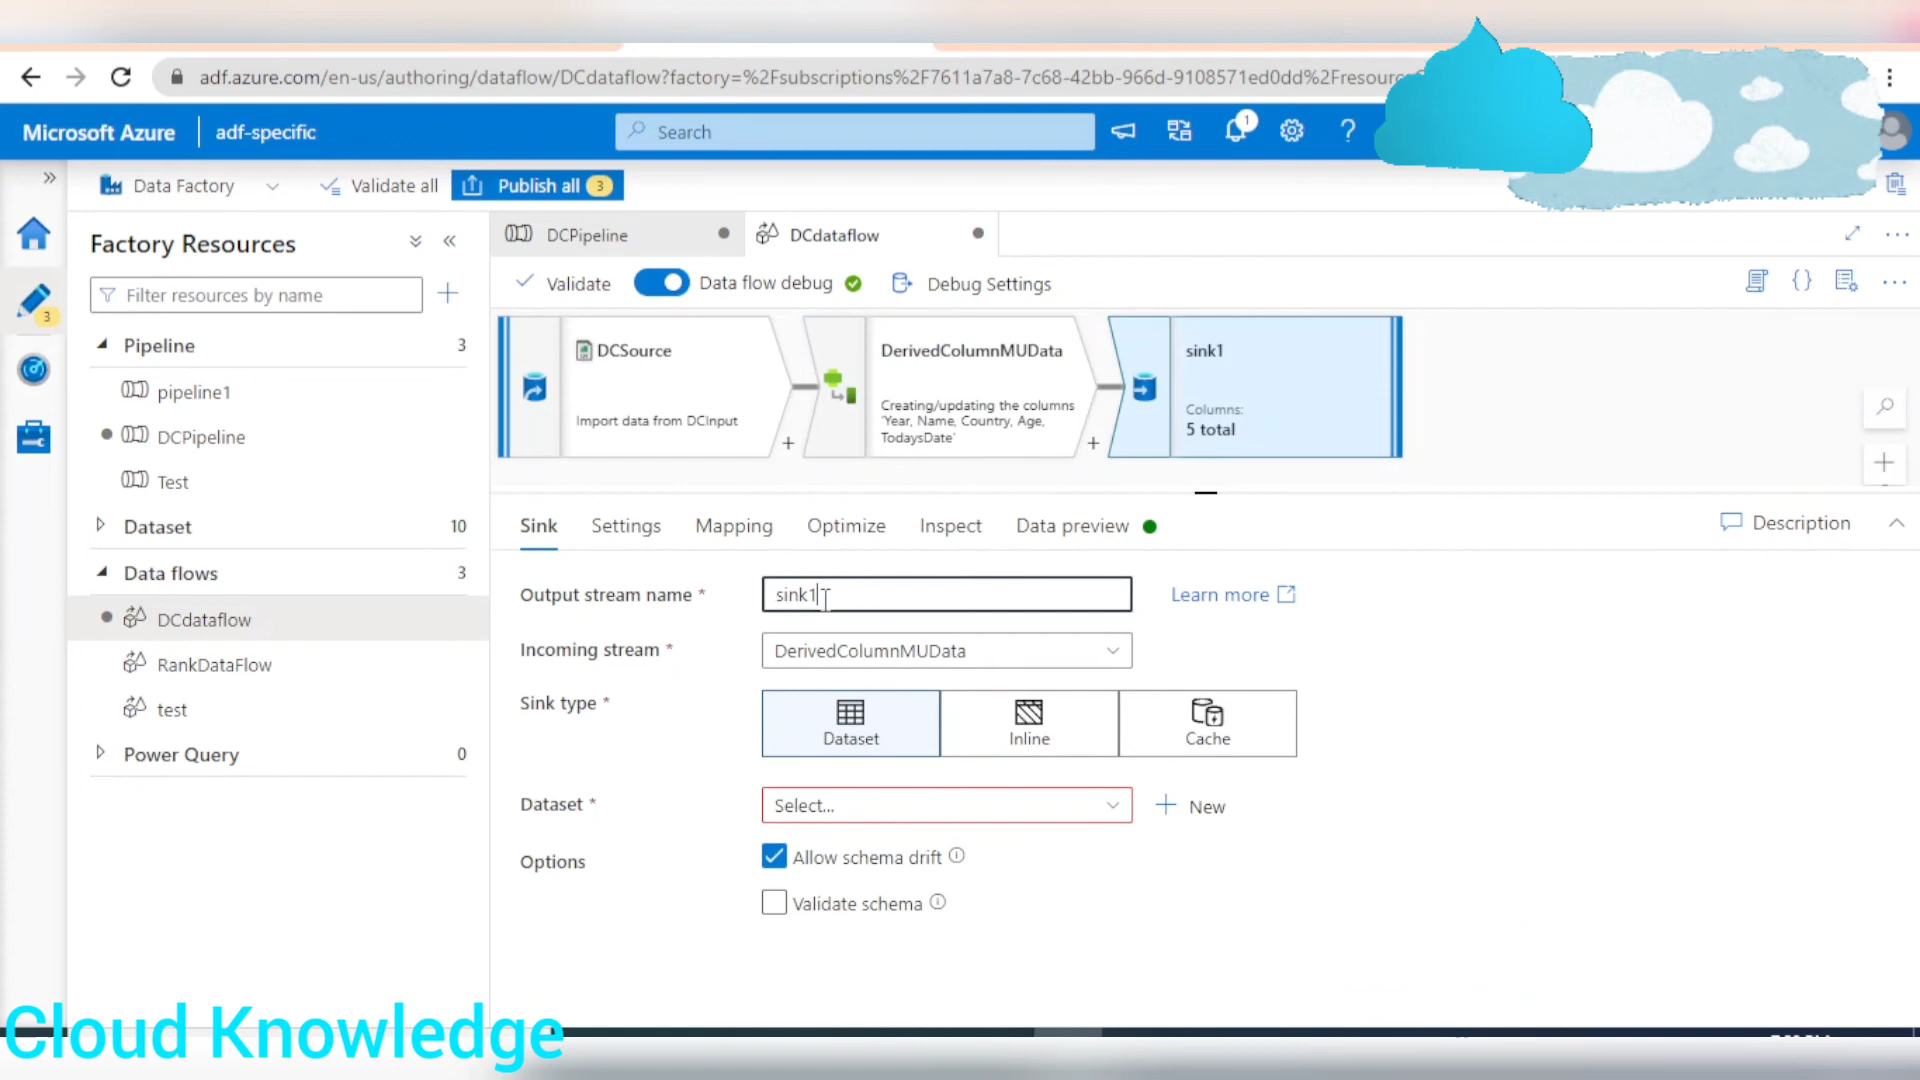 adf.azure.com/en-us/authoring/dataflow/DCdataflow?factory=%2Fsubscriptions%2F7611a7a8-7c68-42bb-966d-9108571ed0dd%2Fresource
Microsoft Azure
adf-specific
Search
1
?
Data Factory
Validate all
Publish all 3
Factory Resources
DCPipeline
DCdataflow
Validate
Data flow debug
Debug Settings
{}
Filter resources by name
3
Pipeline 3
pipeline1
DCPipeline
Test
Dataset 10
Data flows 3
DCdataflow
RankDataFlow
test
Power Query 0
DCSource
Import data from DCInput
DerivedColumnMUData
Creating/updating the columns
'Year, Name, Country, Age,
TodaysDate'
sink1
Columns:
5 total
Sink
Settings
Mapping
Optimize
Inspect
Data preview
Description
Output stream name *
sink1
Learn more
Incoming stream *
DerivedColumnMUData
Sink type *
Dataset
Inline
Cache
Dataset *
Select...
New
Options
Allow schema drift
Validate schema
Cloud Knowledge